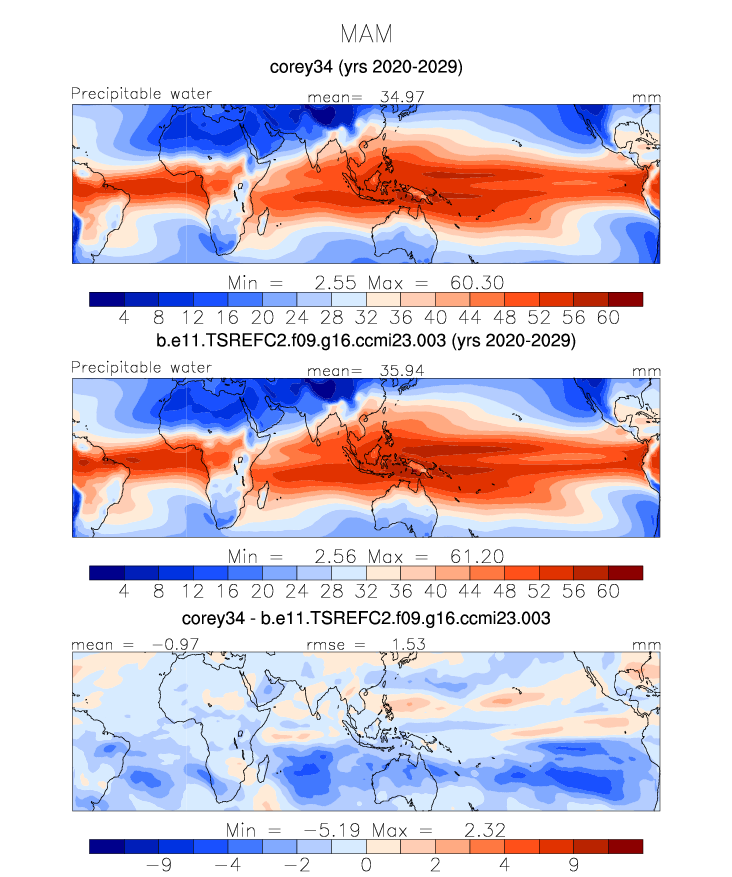 MAM
corey34 (yrs 2020-2029)
Precipitable water mean= 34.97 mm
Min = 2.55 Max = 60.30
4 8 12 16 20 24 28 32 36 40 44 48 52 56 60
b.e11.TSREFC2.f09.g16.ccmi23.003 (yrs 2020-2029)
Precipitable water mean= 35.94 mm
Min = 2.56 Max = 61.20
4 8 12 16 20 24 28 32 36 40 44 48 52 56 60
corey34 - b.e11.TSREFC2.f09.g16.ccmi23.003
mean = −0.97 rmse = 1.53 mm
Min = −5.19 Max = 2.32
−9 −4 −2 0 2 4 9